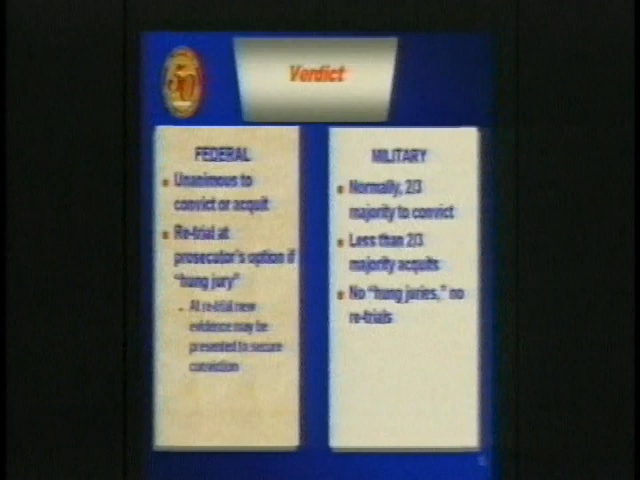 Verdict
FEDERAL
Unanimous to
convict or acquit
Re-trial at
prosecutor's option if
"hung jury"
- At re-trial new
evidence may be
presented to secure
conviction
MILITARY
Normally, 2/3
majority to convict
Less than 2/3
majority acquits
No "hung juries," no
re-trials